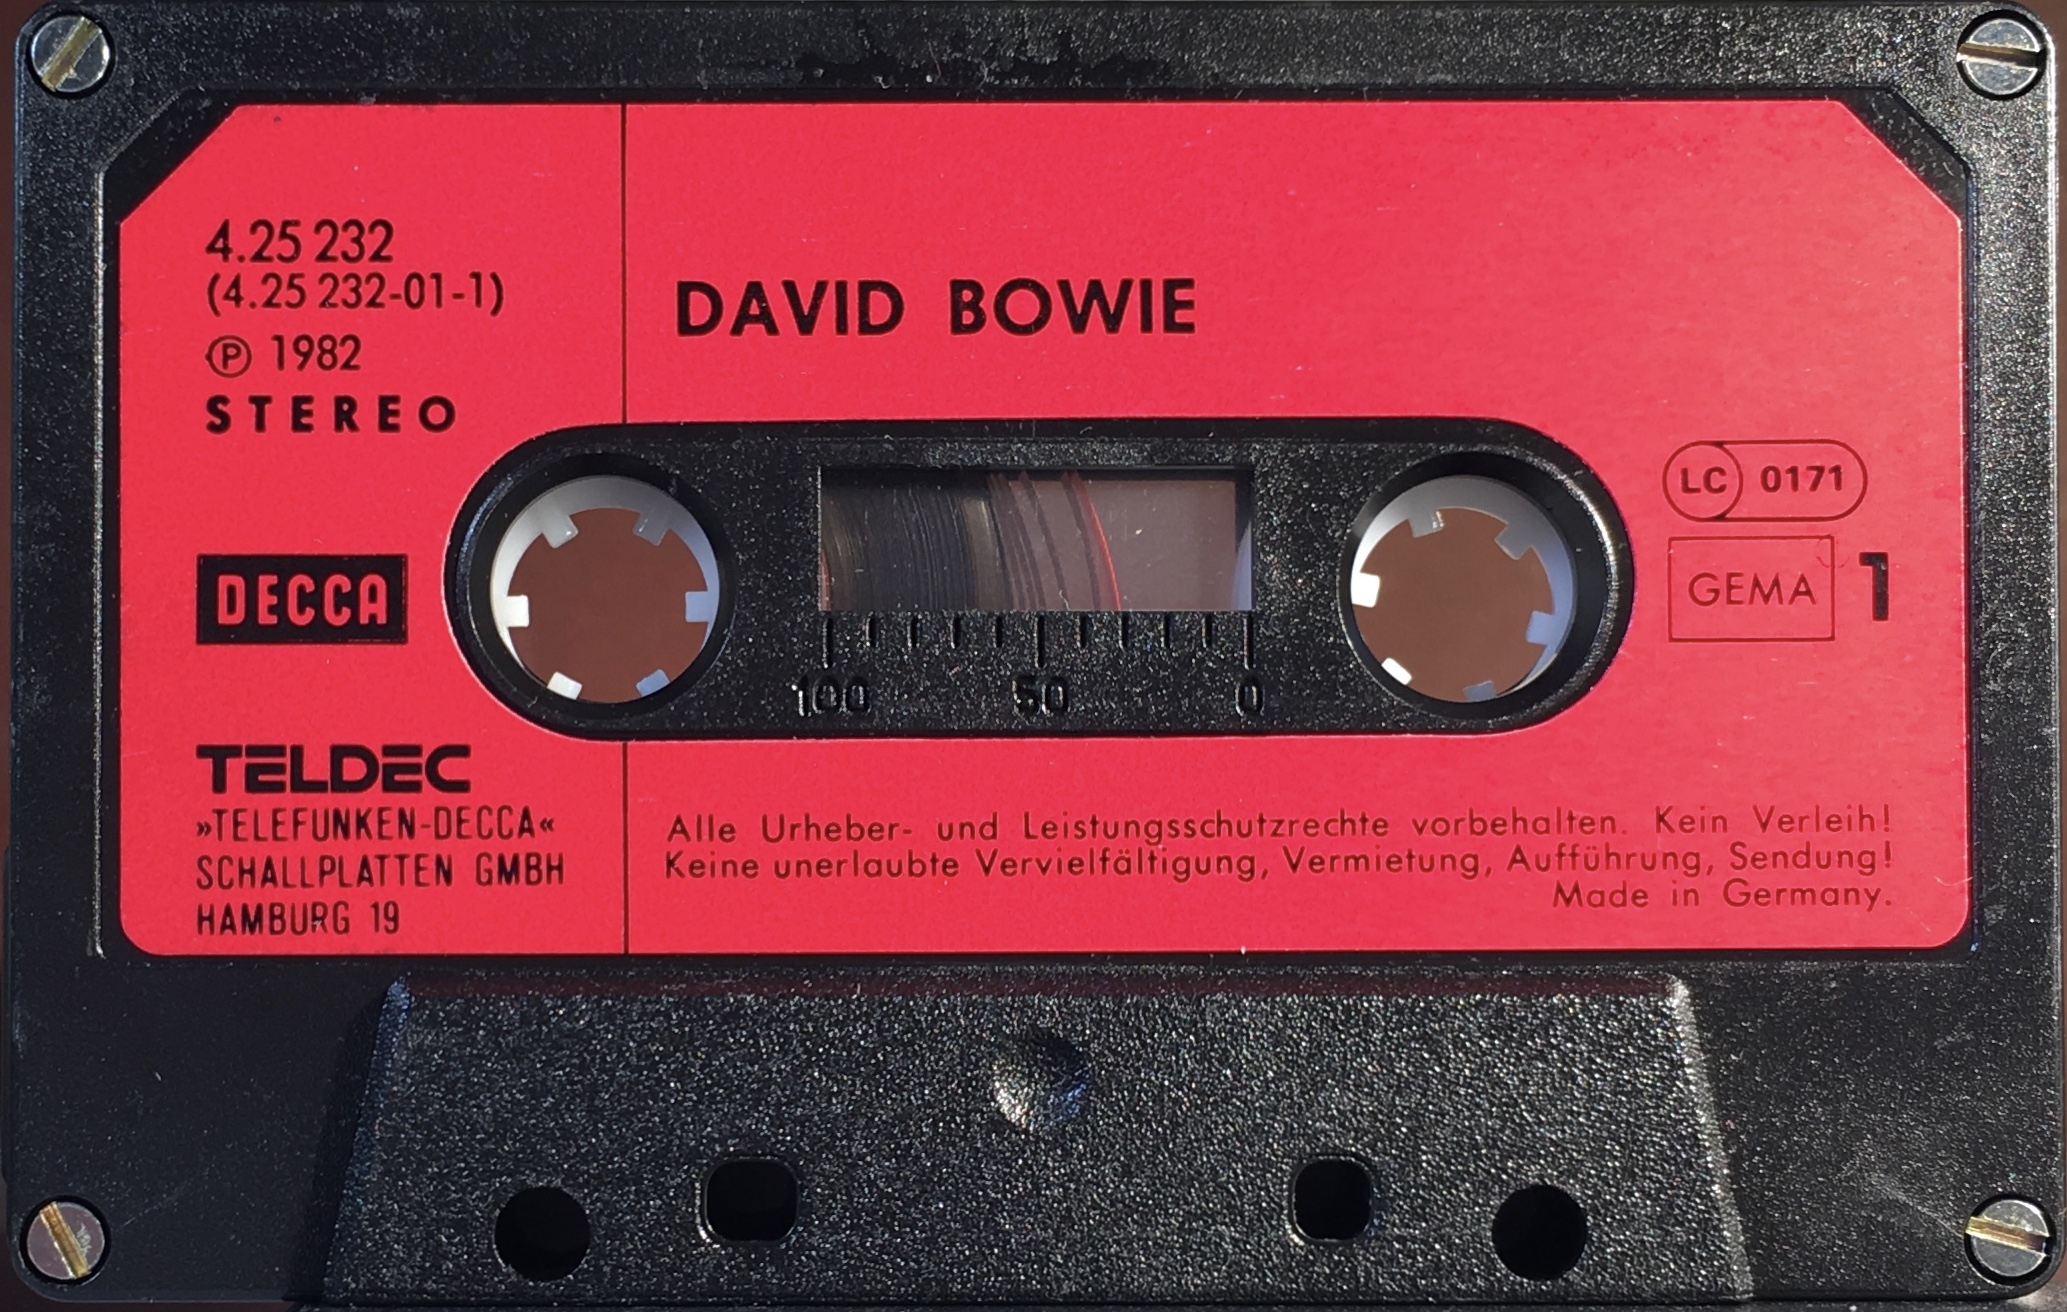 4.25 232
(4.25 232-01-1)
Ⓟ 1982
STEREO
DECCA
TELDEC
»TELEFUNKEN-DECCA«
SCHALLPLATTEN GMBH
HAMBURG 19
DAVID BOWIE
100 50 0
LC 0171
GEMA 1
Alle Urheber- und Leistungsschutzrechte vorbehalten. Kein Verleih!
Keine unerlaubte Vervielfältigung, Vermietung, Aufführung, Sendung!
Made in Germany.